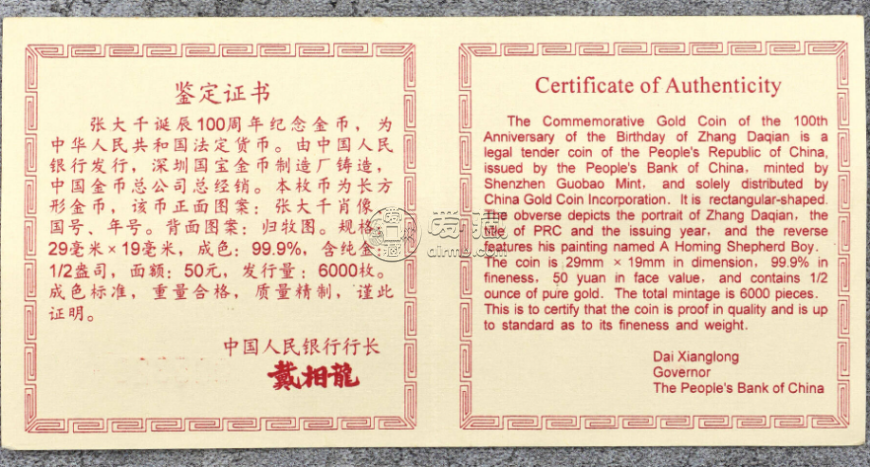 鉴定证书
张大千诞辰100周年纪念金币，为
中华人民共和国法定货币。由中国人民
银行发行，深圳国宝金币制造厂铸造，
中国金币总公司总经销。本枚币为长方
形金币，该币正面图案：张大千肖像、
国号、年号。背面图案：归牧图。规格：
29毫米×19毫米，成色：99.9%，含纯金
1/2盎司，面额：50元，发行量：6000枚。
成色标准，重量合格，质量精制，谨此
证明。
中国人民银行行长
戴相龍
Certificate of Authenticity
The Commemorative Gold Coin of the 100th
Anniversary of the Birthday of Zhang Daqian is a
legal tender coin of the People's Republic of China,
issued by the People's Bank of China, minted by
Shenzhen Guobao Mint, and solely distributed by
China Gold Coin Incorporation. It is rectangular-shaped.
The obverse depicts the portrait of Zhang Daqian, the
title of PRC and the issuing year, and the reverse
features his painting named A Homing Shepherd Boy.
The coin is 29mm × 19mm in dimension, 99.9% in
fineness, 50 yuan in face value, and contains 1/2
ounce of pure gold. The total mintage is 6000 pieces.
This is to certify that the coin is proof in quality and is up
to standard as to its fineness and weight.
Dai Xianglong
Governor
The People's Bank of China